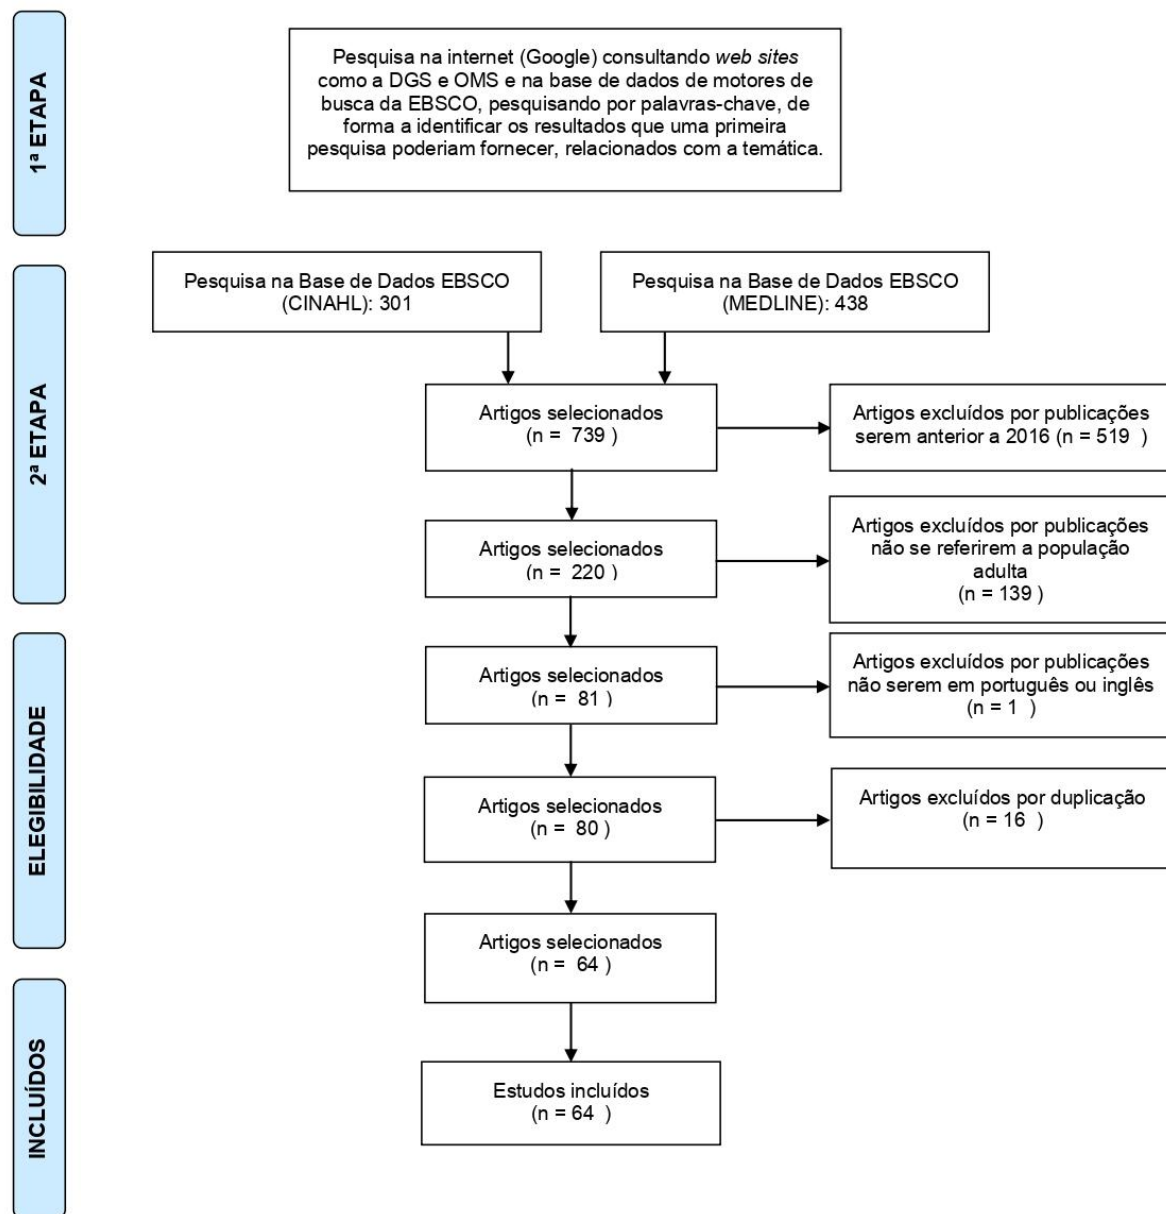 1ª ETAPA
Pesquisa na internet (Google) consultando web sites
como a DGS e OMS e na base de dados de motores de
busca da EBSCO, pesquisando por palavras-chave, de
forma a identificar os resultados que uma primeira
pesquisa poderiam fornecer, relacionados com a temática.
2ª ETAPA
Pesquisa na Base de Dados EBSCO
(CINAHL): 301
Pesquisa na Base de Dados EBSCO
(MEDLINE): 438
Artigos selecionados
(n = 739 )
Artigos excluídos por publicações
serem anterior a 2016 (n = 519 )
Artigos selecionados
(n = 220 )
Artigos excluídos por publicações
não se referirem a população
adulta
(n = 139 )
ELEGIBILIDADE
Artigos selecionados
(n = 81 )
Artigos excluídos por publicações
não serem em português ou inglês
(n = 1 )
Artigos selecionados
(n = 80 )
Artigos excluídos por duplicação
(n = 16 )
Artigos selecionados
(n = 64 )
INCLUÍDOS
Estudos incluídos
(n = 64 )